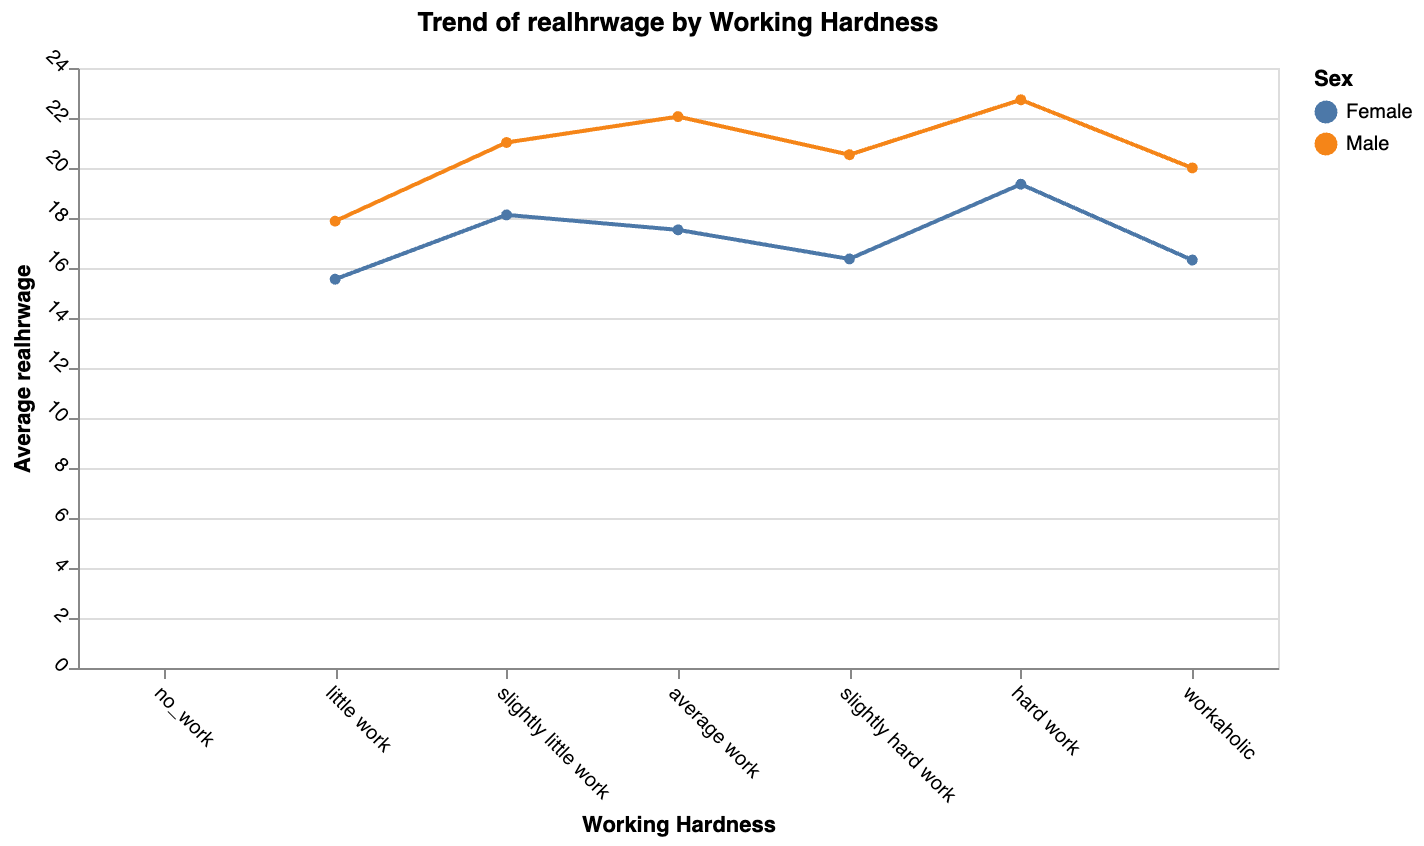 Trend of realhrwage by Working Hardness
Sex
Female
Male
Average realhrwage
24
22
20
18
16
14
12
10
8
6
4
2
0
no_work
little work
slightly little work
average work
slightly hard work
hard work
workaholic
Working Hardness